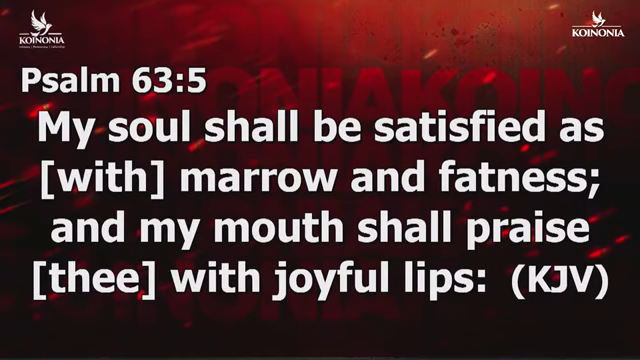 KOINONIA
KOINONIA
Psalm 63:5
My soul shall be satisfied as
[with] marrow and fatness;
and my mouth shall praise
[thee] with joyful lips: (KJV)